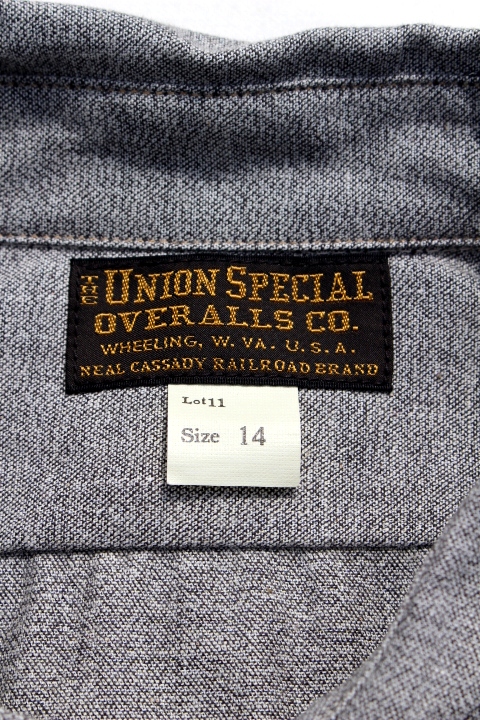 THE UNION SPECIAL
OVERALLS CO.
WHEELING, W. VA. U.S.A.
NEAL CASSADY RAILROAD BRAND
Lot11
Size 14